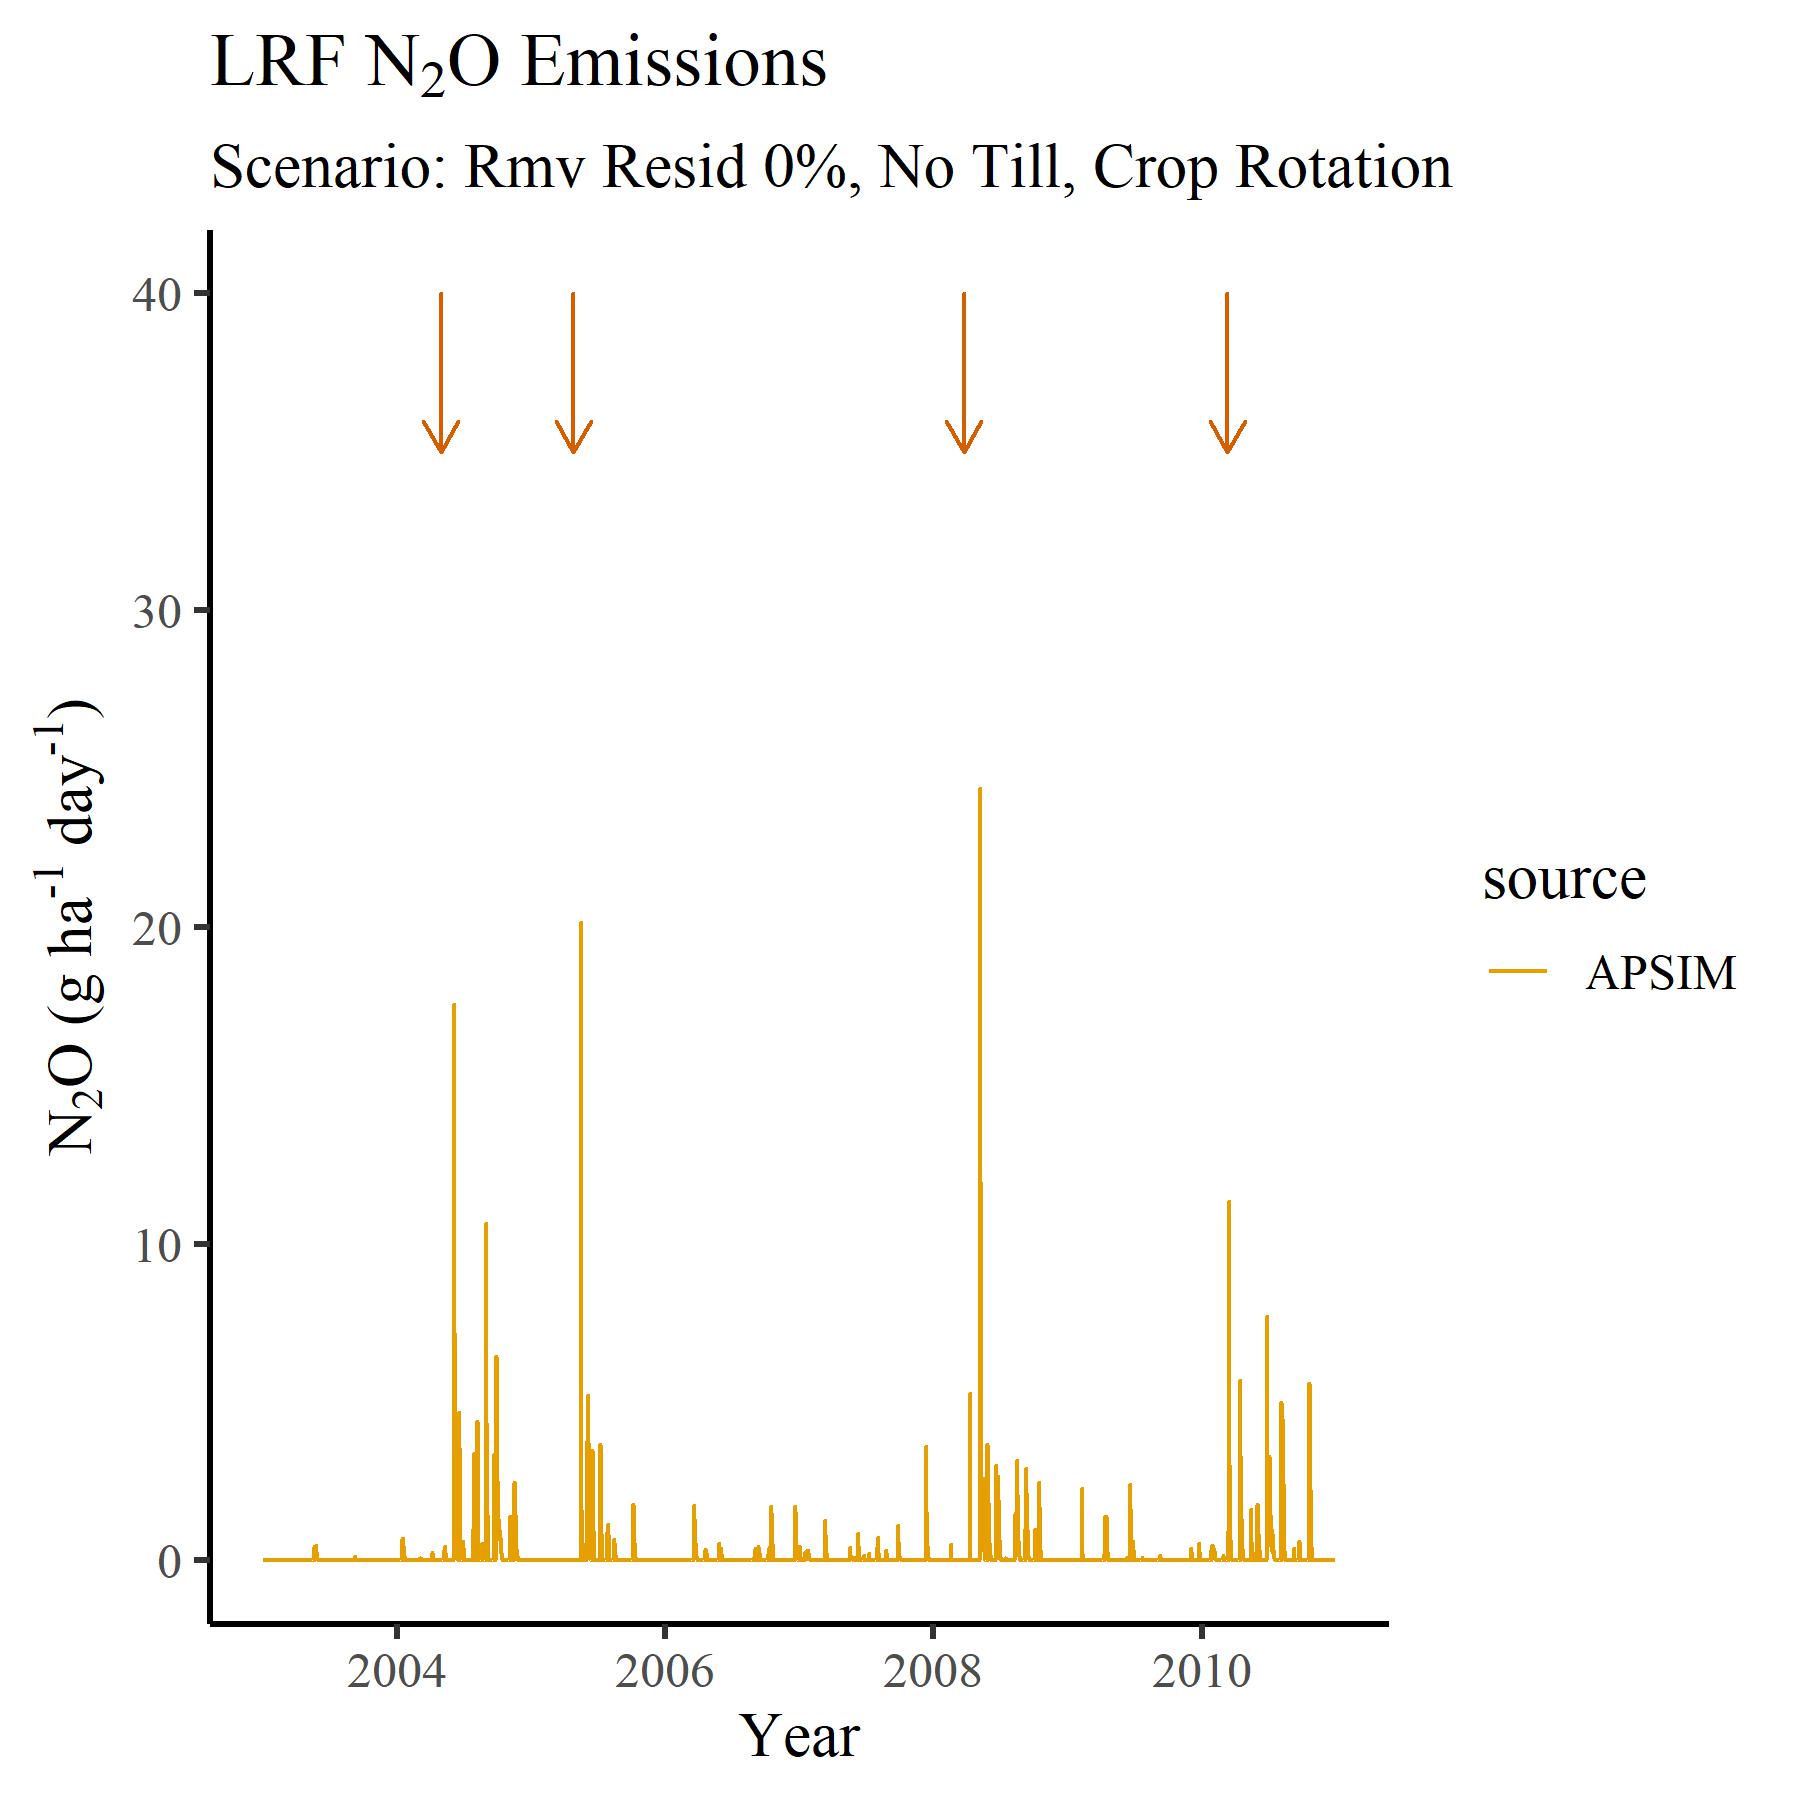 LRF N₂O Emissions
Scenario: Rmv Resid 0%, No Till, Crop Rotation
40
30
20
10
0
N₂O (g ha⁻¹ day⁻¹)
2004 2006 2008 2010
Year
source
APSIM